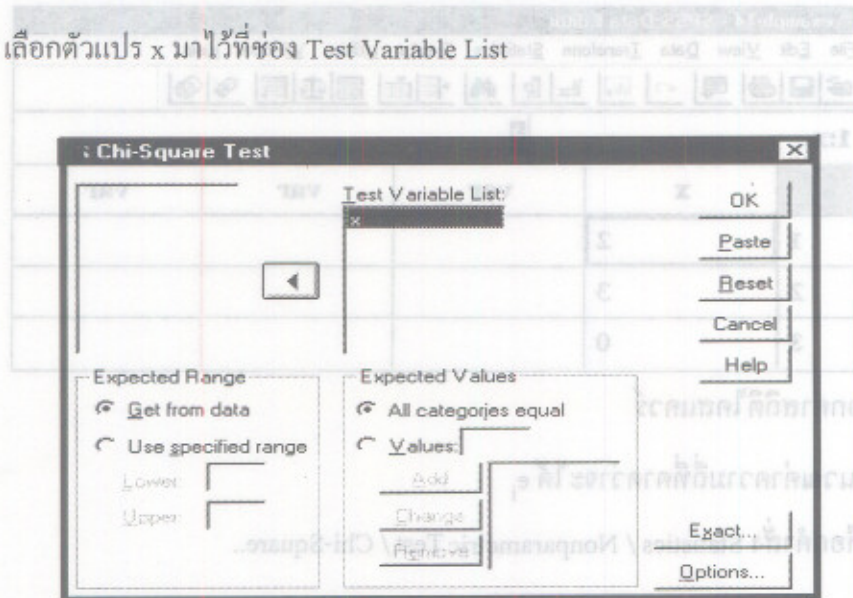 เลือกตัวแปร x มาไว้ที่ช่อง Test Variable List
Chi-Square Test
Test Variable List:
x
OK
Paste
Reset
Cancel
Help
Expected Range
Get from data
Use specified range
Lower:
Upper:
Expected Values
All categories equal
Values:
Add
Change
Remove
Exact...
Options...